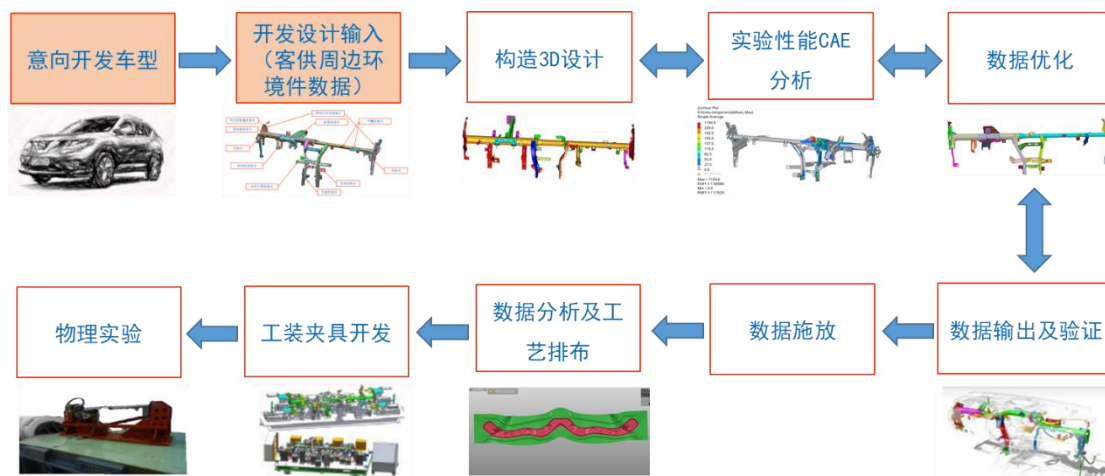 意向开发车型
开发设计输入
（客供周边环
境件数据）
构造3D设计
实验性能CAE
分析
数据优化
物理实验
工装夹具开发
数据分析及工
艺排布
数据施放
数据输出及验证